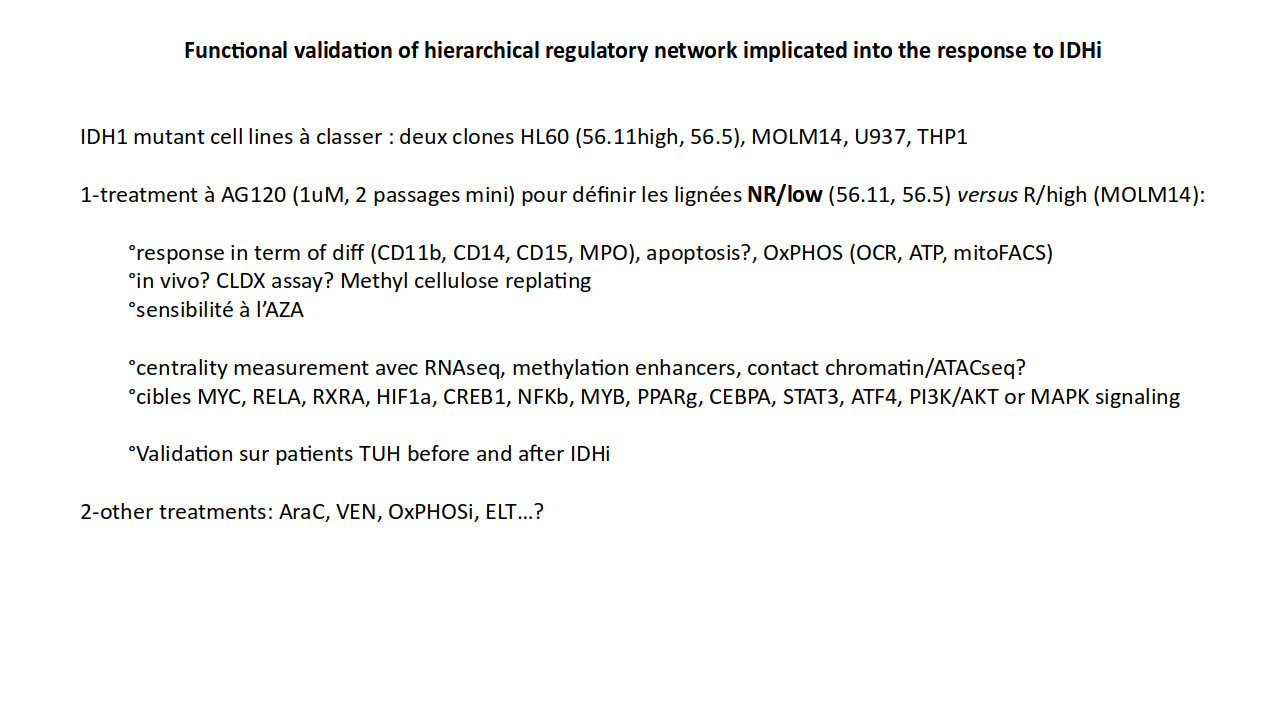 Functional validation of hierarchical regulatory network implicated into the response to IDHi
IDH1 mutant cell lines à classer : deux clones HL60 (56.11high, 56.5), MOLM14, U937, THP1
1-treatment à AG120 (1uM, 2 passages mini) pour définir les lignées NR/low (56.11, 56.5) versus R/high (MOLM14):
°response in term of diff (CD11b, CD14, CD15, MPO), apoptosis?, OxPHOS (OCR, ATP, mitoFACS)
°in vivo? CLDX assay? Methyl cellulose replating
°sensibilité à l’AZA
°centrality measurement avec RNAseq, methylation enhancers, contact chromatin/ATACseq?
°cibles MYC, RELA, RXRA, HIF1a, CREB1, NFKb, MYB, PPARg, CEBPA, STAT3, ATF4, PI3K/AKT or MAPK signaling
°Validation sur patients TUH before and after IDHi
2-other treatments: AraC, VEN, OxPHOSi, ELT…?